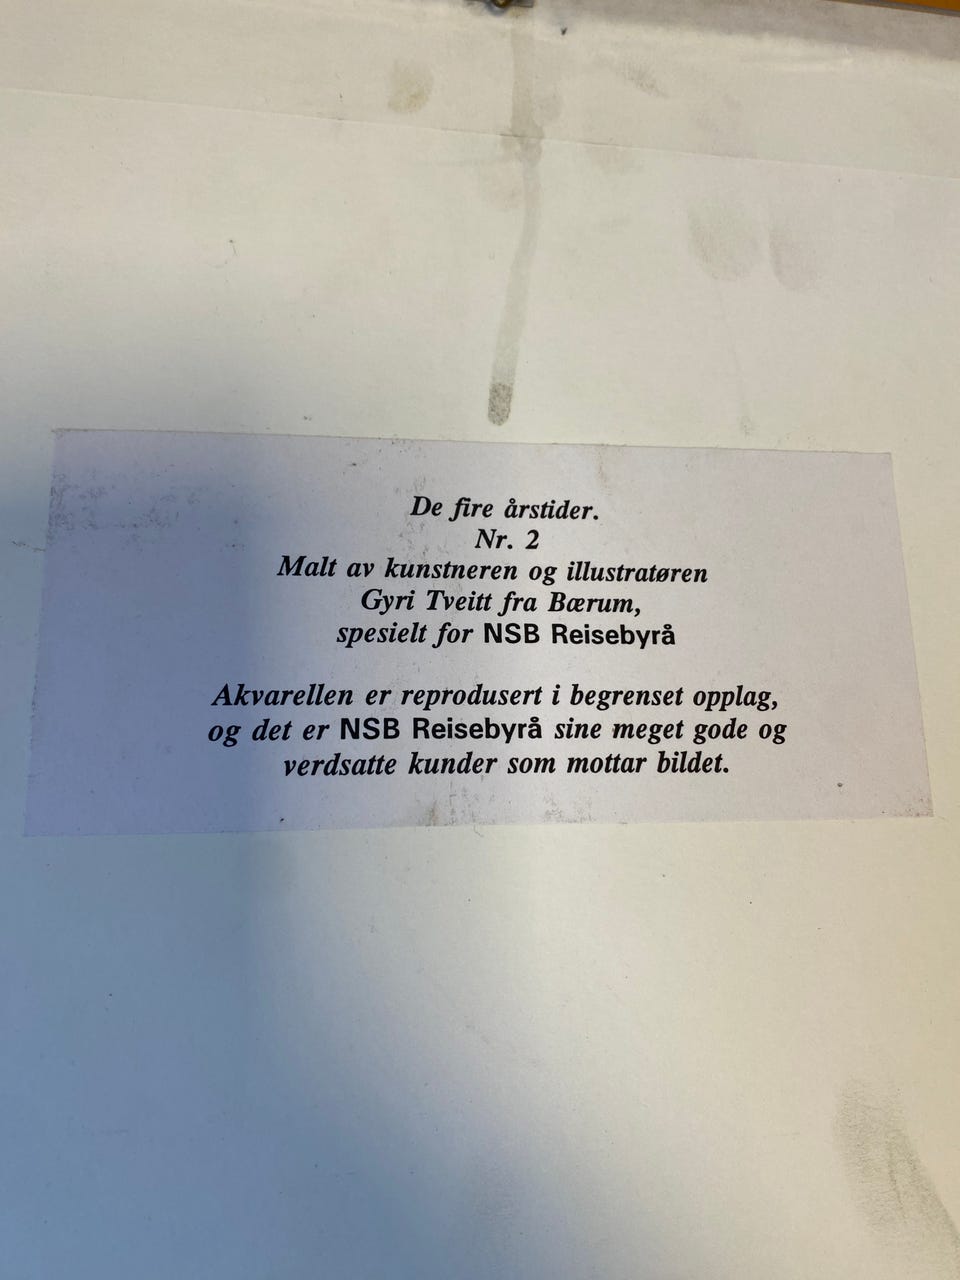 De fire årstider.
Nr. 2
Malt av kunstneren og illustratøren
Gyri Tveitt fra Bærum,
spesielt for NSB Reisebyrå
Akvarellen er reprodusert i begrenset opplag,
og det er NSB Reisebyrå sine meget gode og
verdsatte kunder som mottar bildet.